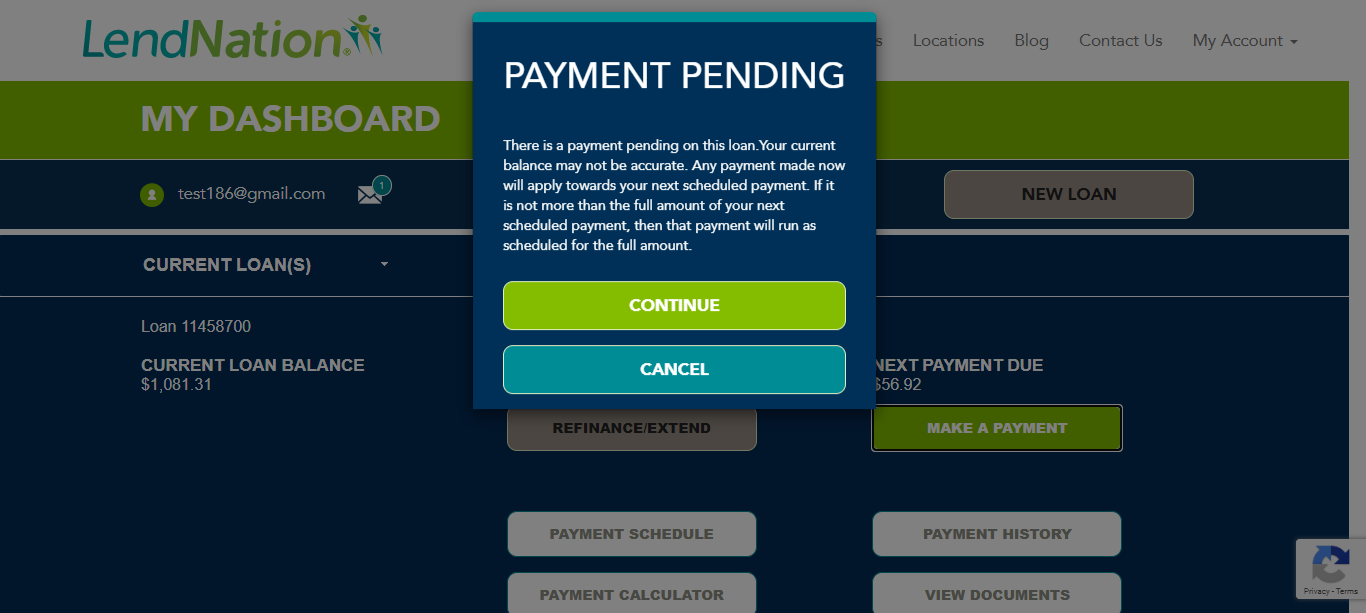 LendNation
s Locations Blog Contact Us My Account
PAYMENT PENDING
MY DASHBOARD
There is a payment pending on this loan.Your current
balance may not be accurate. Any payment made now
will apply towards your next scheduled payment. If it
is not more than the full amount of your next
scheduled payment, then that payment will run as
scheduled for the full amount.
test186@gmail.com
1
NEW LOAN
CURRENT LOAN(S)
CONTINUE
CANCEL
Loan 11458700
CURRENT LOAN BALANCE
$1,081.31
NEXT PAYMENT DUE
$56.92
REFINANCE/EXTEND
MAKE A PAYMENT
PAYMENT SCHEDULE
PAYMENT HISTORY
PAYMENT CALCULATOR
VIEW DOCUMENTS
Privacy - Terms